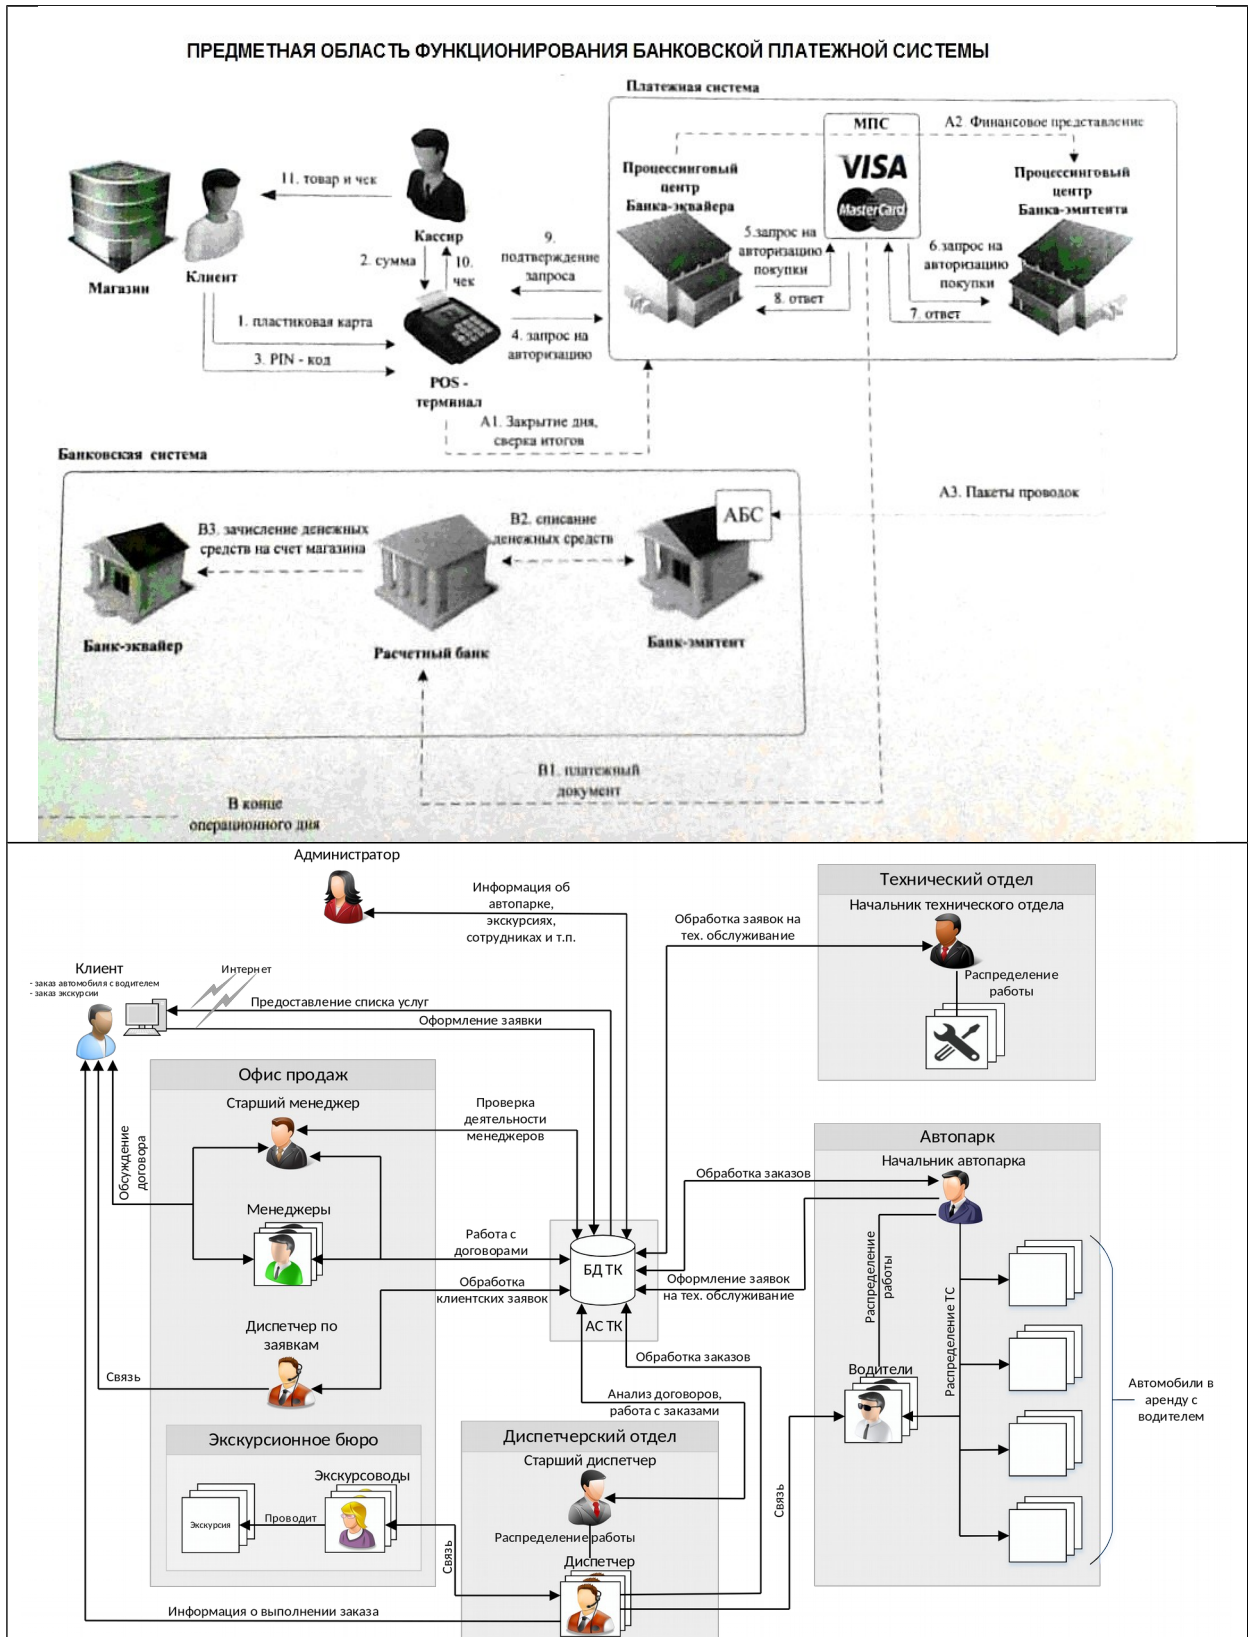 ПРЕДМЕТНАЯ ОБЛАСТЬ ФУНКЦИОНИРОВАНИЯ БАНКОВСКОЙ ПЛАТЕЖНОЙ СИСТЕМЫ
Платежная система
МПС
А2. Финансовое представление
VISA
MasterCard
Процессинговый
центр
Банка-эквайера
Процессинговый
центр
Банка-эмитента
11. товар и чек
Кассир
Магазин
Клиент
2. сумма
10.
чек
9.
подтверждение
запроса
5.запрос на
авторизацию
покупки
6.запрос на
авторизацию
покупки
8. ответ
7. ответ
1. пластиковая карта
3. PIN - код
4. запрос на
авторизацию
POS -
терминал
А1. Закрытие дня,
сверка итогов
Банковская система
А3. Пакеты проводок
АБС
В3. зачисление денежных
средств на счет магазина
В2. списание
денежных средств
Банк-эквайер
Расчетный банк
Банк-эмитент
В1. платежный
документ
В конце
операционного дня
Администратор
Информация об
автопарке,
экскурсиях,
сотрудниках и т.п.
Технический отдел
Начальник технического отдела
Обработка заявок на
тех. обслуживание
Распределение
работы
Клиент
- заказ автомобиля с водителем
- заказ экскурсии
Интернет
Предоставление списка услуг
Оформление заявки
Офис продаж
Старший менеджер
Проверка
деятельности
менеджеров
Обсуждение
договора
Менеджеры
Работа с
договорами
Обработка
клиентских заявок
Диспетчер по
заявкам
Связь
БД ТК
АС ТК
Автопарк
Начальник автопарка
Обработка заказов
Оформление заявок
на тех. обслуживание
Распределение
работы
Распределение ТС
Водители
Автомобили в
аренду с
водителем
Обработка заказов
Анализ договоров,
работа с заказами
Экскурсионное бюро
Экскурсоводы
Экскурсия
Проводит
Связь
Диспетчерский отдел
Старший диспетчер
Распределение работы
Диспетчер
Связь
Информация о выполнении заказа